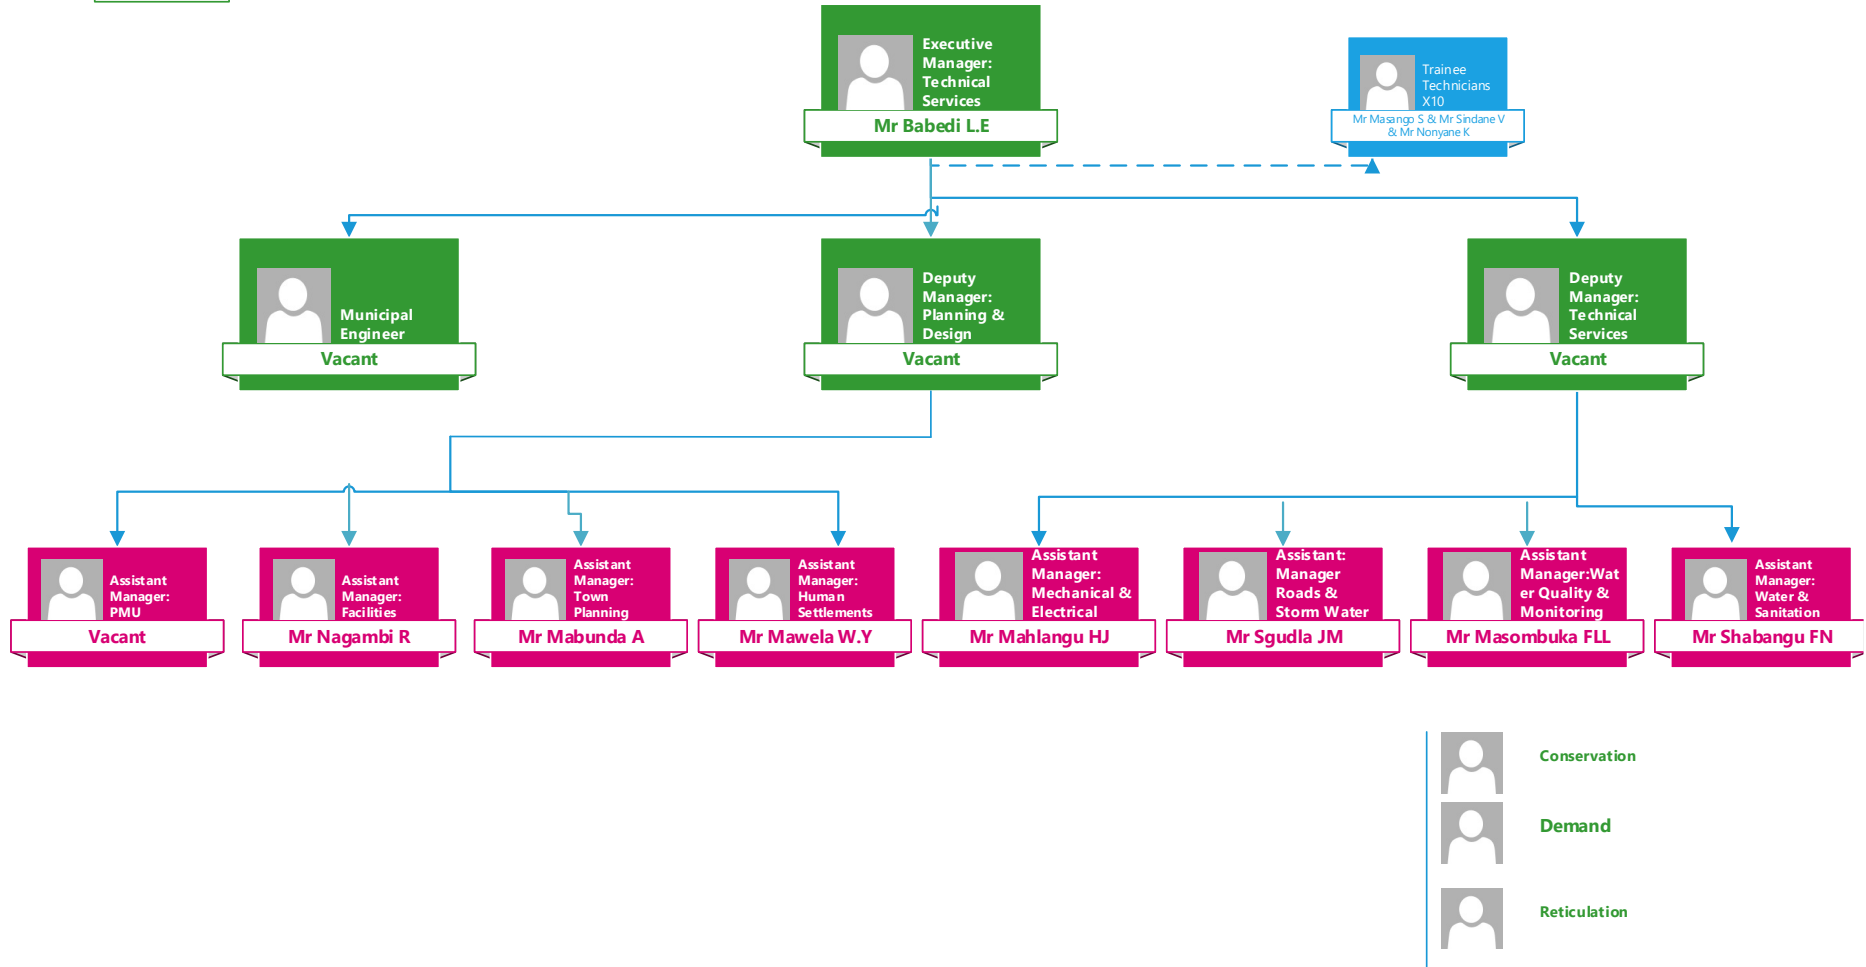 Executive
Manager:
Technical
Services
Mr Babedi L.E
Trainee
Technicians
X10
Mr Masango S & Mr Sindane V
& Mr Nonyane K
Municipal
Engineer
Vacant
Deputy
Manager:
Planning &
Design
Vacant
Deputy
Manager:
Technical
Services
Vacant
Assistant
Manager:
PMU
Vacant
Assistant
Manager:
Facilities
Mr Nagambi R
Assistant
Manager:
Town
Planning
Mr Mabunda A
Assistant
Manager:
Human
Settlements
Mr Mawela W.Y
Assistant
Manager:
Mechanical &
Electrical
Mr Mahlangu HJ
Assistant:
Manager
Roads &
Storm Water
Mr Sgudla JM
Assistant
Manager:Wat
er Quality &
Monitoring
Mr Masombuka FLL
Assistant
Manager:
Water &
Sanitation
Mr Shabangu FN
Conservation
Demand
Reticulation